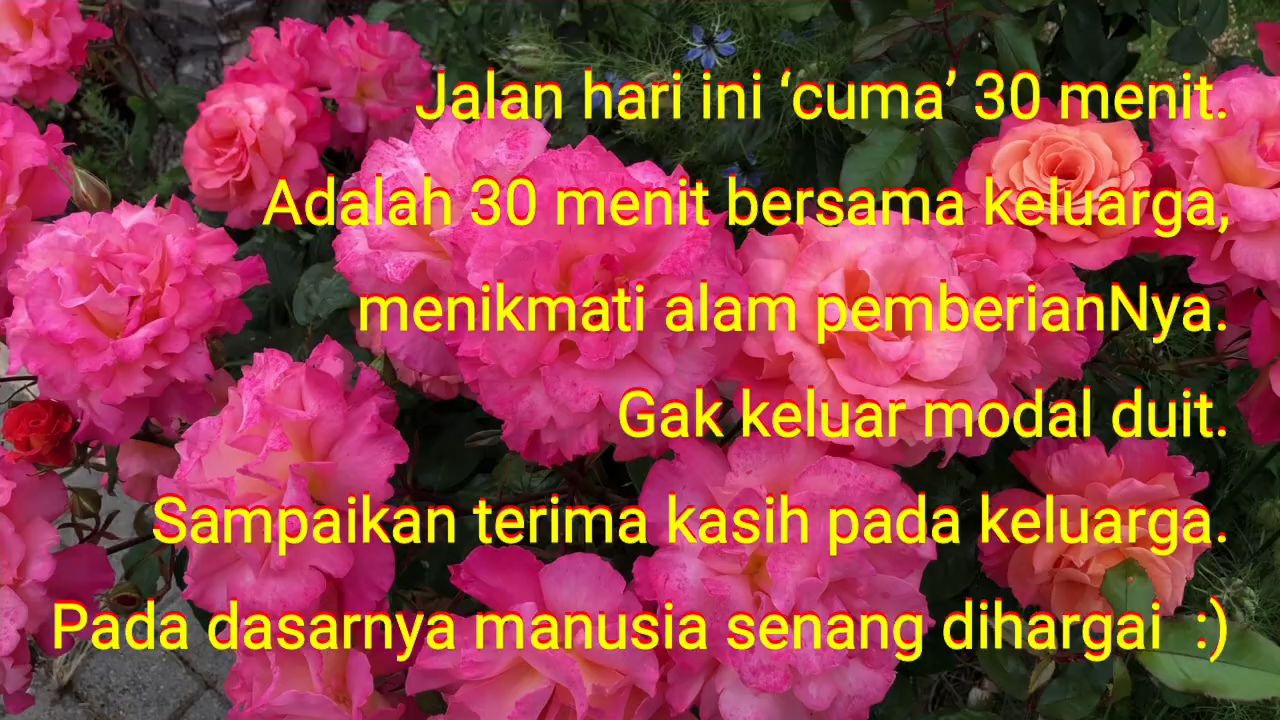 Jalan hari ini ‘cuma’ 30 menit.
Adalah 30 menit bersama keluarga,
menikmati alam pemberianNya.
Gak keluar modal duit.
Sampaikan terima kasih pada keluarga.
Pada dasarnya manusia senang dihargai :)